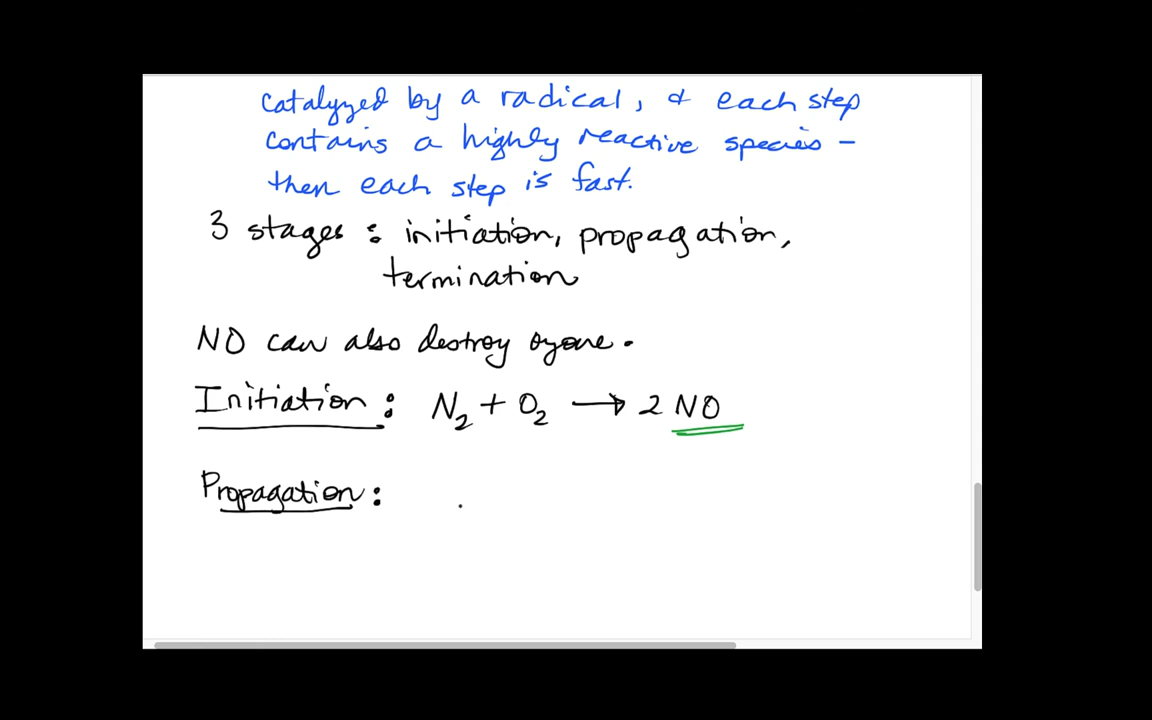 catalyzed by a radical, & each step
contains a highly reactive species -
then each step is fast.
3 stages : initiation, propagation,
termination
NO can also destroy ozone.
Initiation: N₂ + O₂ → 2 NO
Propagation: